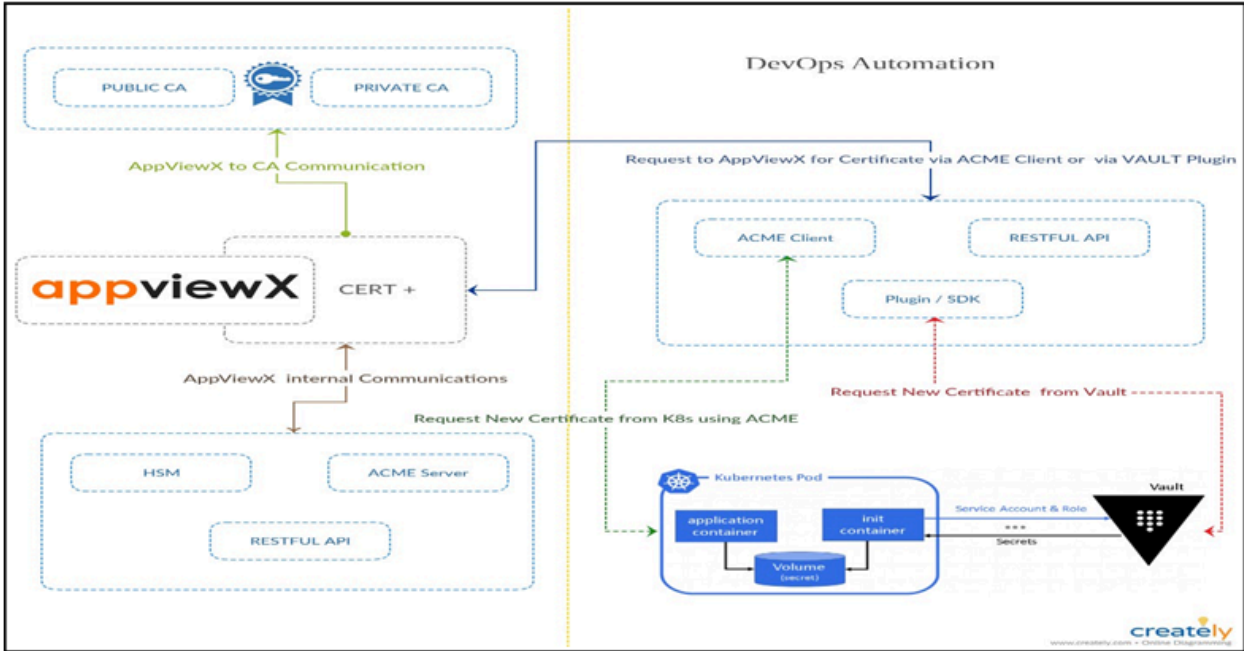 DevOps Automation
PUBLIC CA
PRIVATE CA
AppViewX to CA Communication
Request to AppViewX for Certificate via ACME Client or via VAULT Plugin
ACME Client
RESTFUL API
Plugin / SDK
appviewX
CERT +
AppViewX internal Communications
Request New Certificate from Vault
Request New Certificate from K8s using ACME
HSM
ACME Server
RESTFUL API
Kubernetes Pod
application
container
init
container
Volume
(secret)
Service Account & Role
***
Secrets
Vault
creately
www.creately.com • Online Diagramming